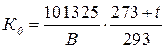 K₀ = 101325/B · 273 + t/293